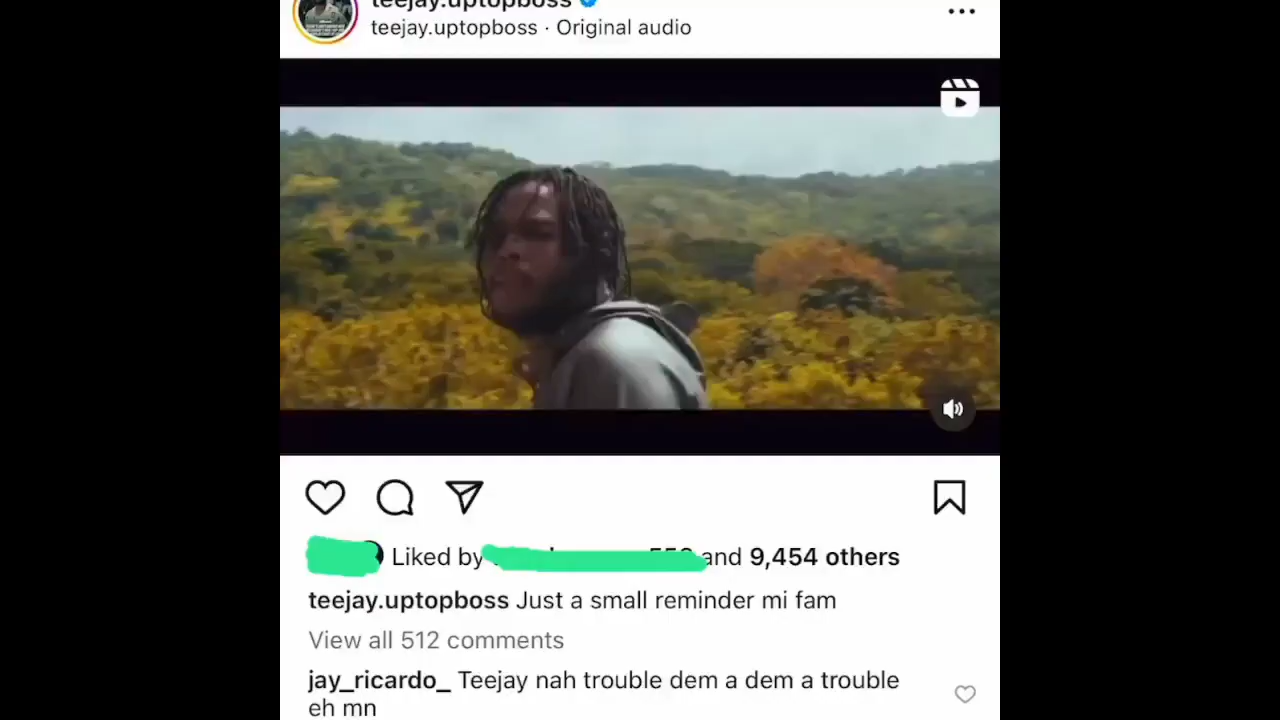 teejay.uptopboss
teejay.uptopboss · Original audio
Liked by and 9,454 others
teejay.uptopboss Just a small reminder mi fam
View all 512 comments
jay_ricardo_ Teejay nah trouble dem a dem a trouble
eh mn